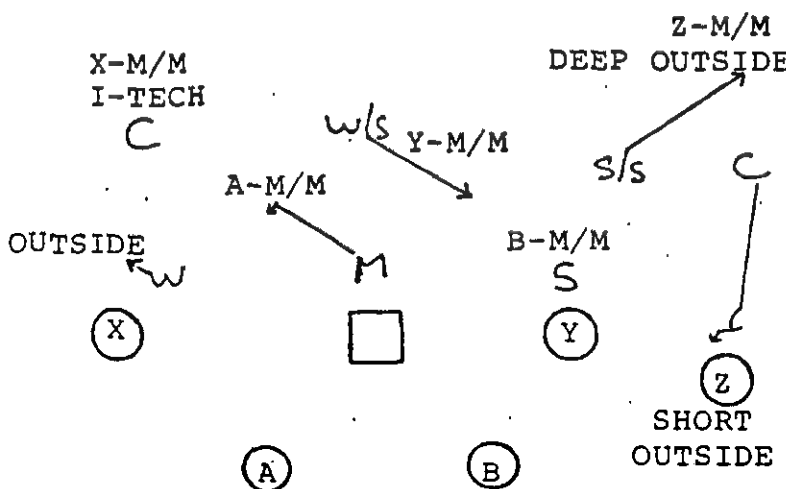 Z-M/M
DEEP OUTSIDE
X-M/M
I-TECH
C
W/S
Y-M/M
S/S
C
A-M/M
OUTSIDE
W
M
B-M/M
S
X
Y
Z
SHORT
OUTSIDE
A
B